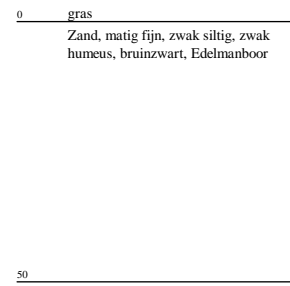 0 gras
Zand, matig fijn, zwak siltig, zwak
humeus, bruinzwart, Edelmanboor
50